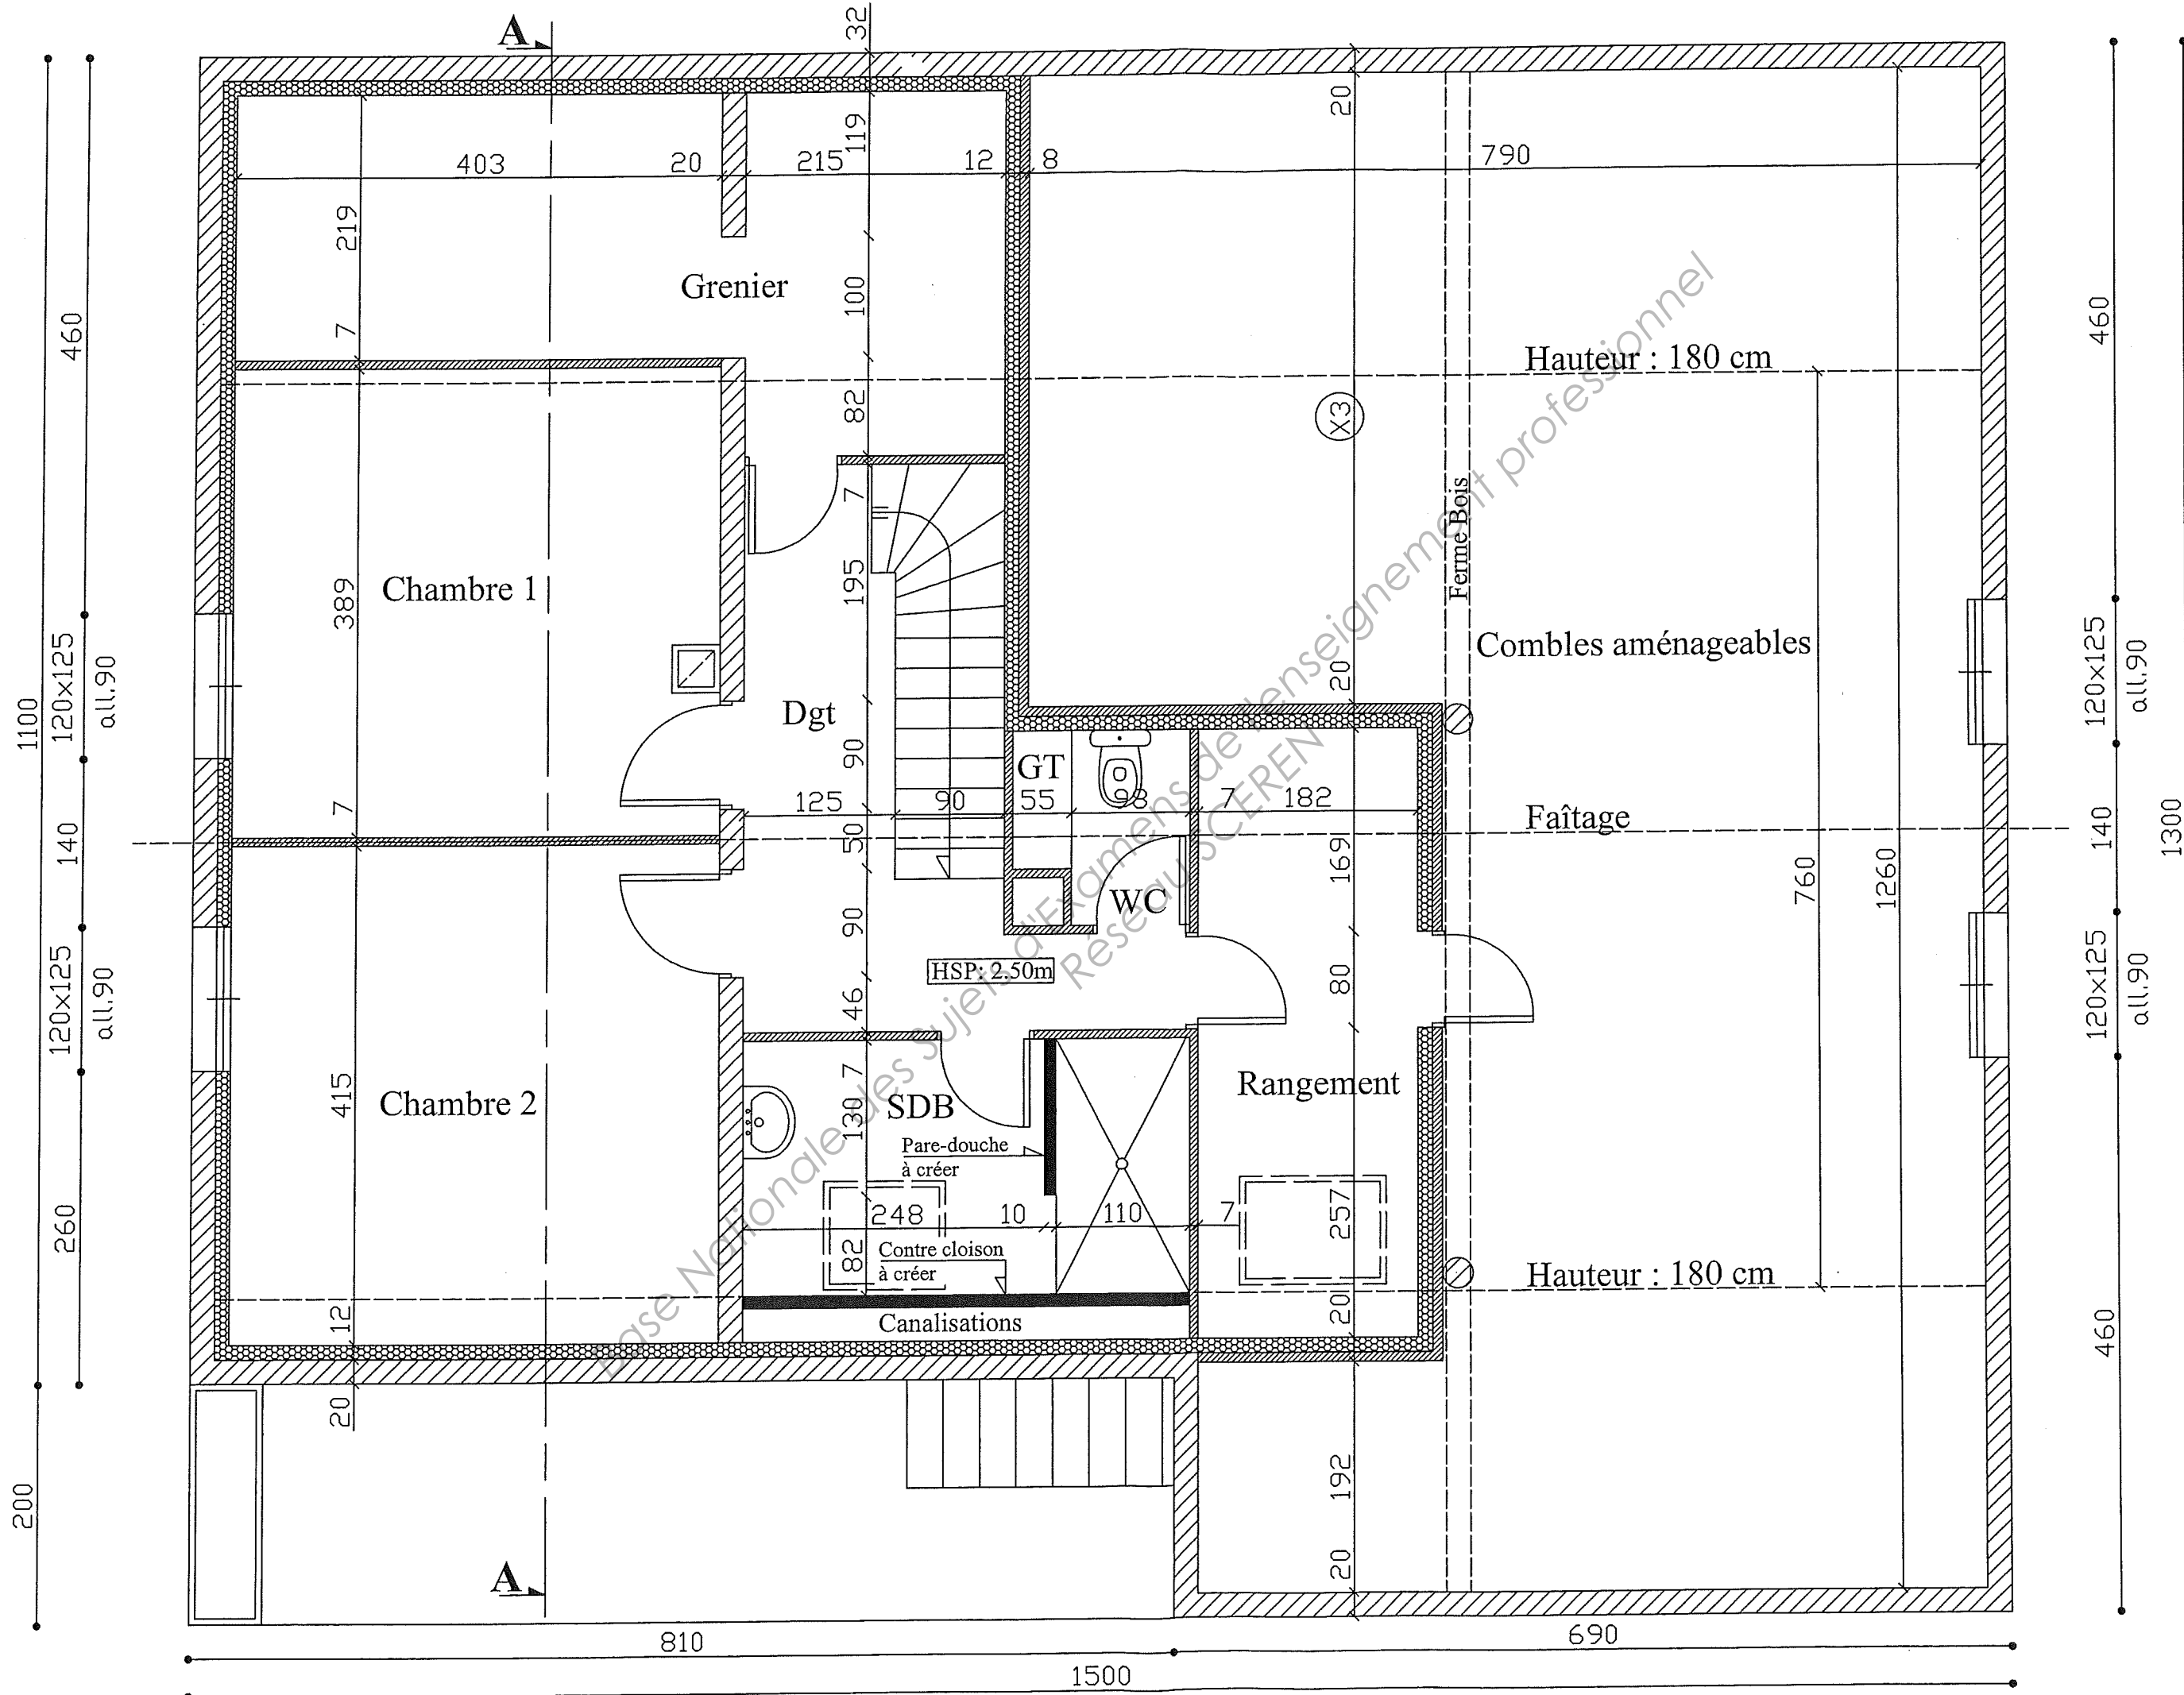 A
32
20
119
403
20
215
12
8
790
219
460
460
Grenier
100
7
Hauteur : 180 cm
82
X3
7
Ferme Bois
Chambre 1
389
195
1100
120x125
all.90
20
Combles aménageables
120x125
all.90
Dgt
90
GT
7
125
90
55
98
7
182
Faîtage
140
50
140
1300
169
760
1260
WC
90
HSP: 2.50m
80
120x125
all.90
46
120x125
all.90
Chambre 2
415
7
130
SDB
Rangement
Pare-douche
à créer
248
10
110
7
257
260
82
Contre cloison
à créer
Hauteur : 180 cm
12
20
Canalisations
460
20
192
200
A
20
810
690
1500
Base Nationale des Sujets d'Examens de l'enseignement professionnel
Réseau SCEREN